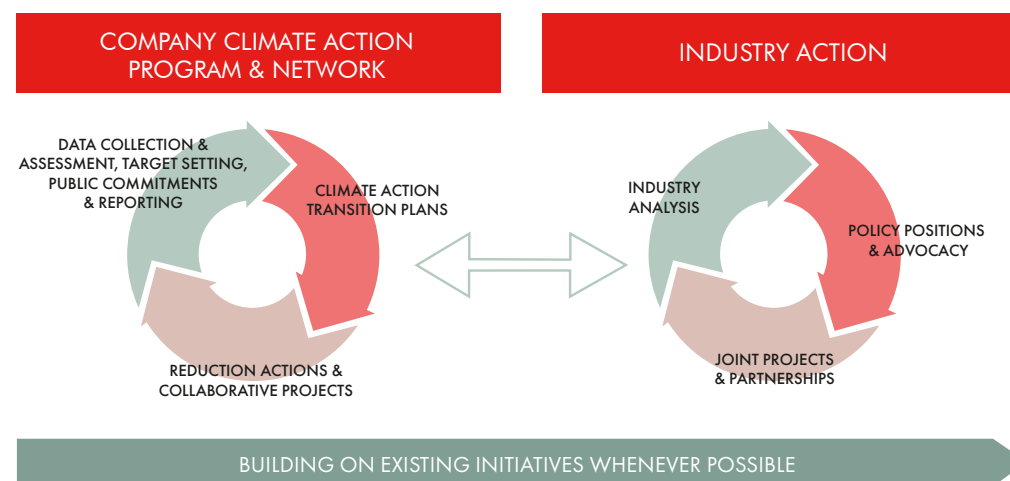 COMPANY CLIMATE ACTION
PROGRAM & NETWORK
INDUSTRY ACTION
DATA COLLECTION &
ASSESSMENT, TARGET SETTING,
PUBLIC COMMITMENTS
& REPORTING
CLIMATE ACTION
TRANSITION PLANS
REDUCTION ACTIONS &
COLLABORATIVE PROJECTS
INDUSTRY
ANALYSIS
POLICY POSITIONS
& ADVOCACY
JOINT PROJECTS
& PARTNERSHIPS
BUILDING ON EXISTING INITIATIVES WHENEVER POSSIBLE